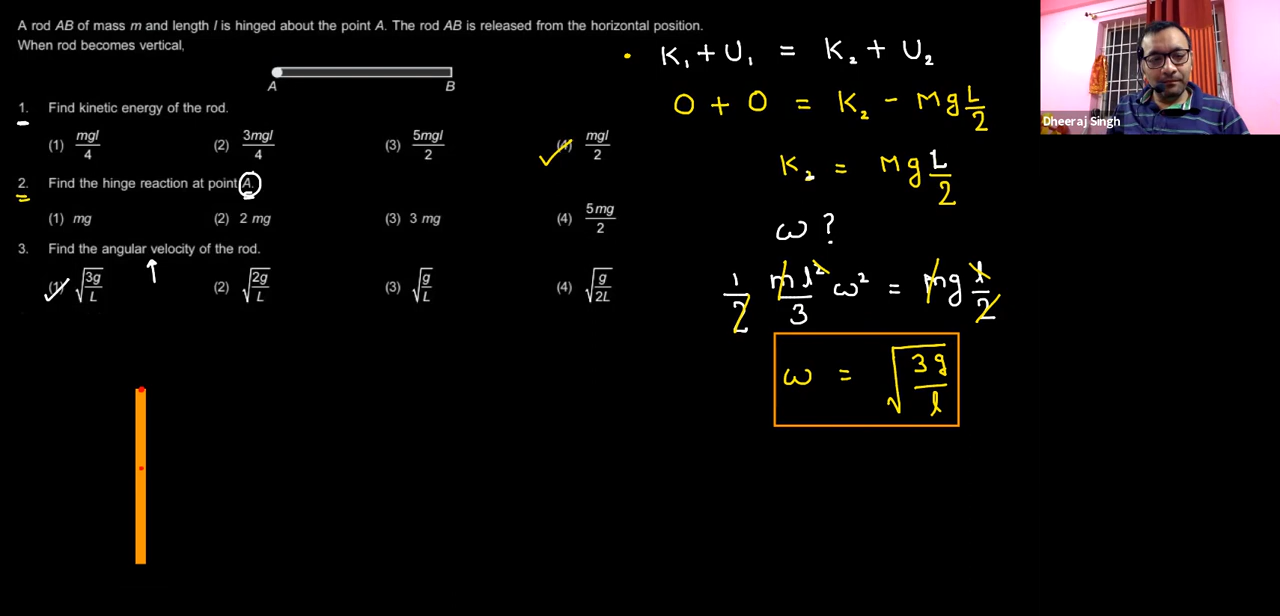 A rod AB of mass m and length l is hinged about the point A. The rod AB is released from the horizontal position.
When rod becomes vertical,
A B
1. Find kinetic energy of the rod.
(1) mgl/4 (2) 3mgl/4 (3) 5mgl/2 (4) mgl/2
2. Find the hinge reaction at point A.
(1) mg (2) 2 mg (3) 3 mg (4) 5mg/2
3. Find the angular velocity of the rod.
(1) √(3g/L) (2) √(2g/L) (3) √(g/L) (4) √(g/2L)
K₁ + U₁ = K₂ + U₂
0 + 0 = K₂ - Mg L/2
K₂ = Mg L/2
ω ?
1/2 ml²/3 ω² = mg l/2
ω = √(3g/l)
Dheeraj Singh